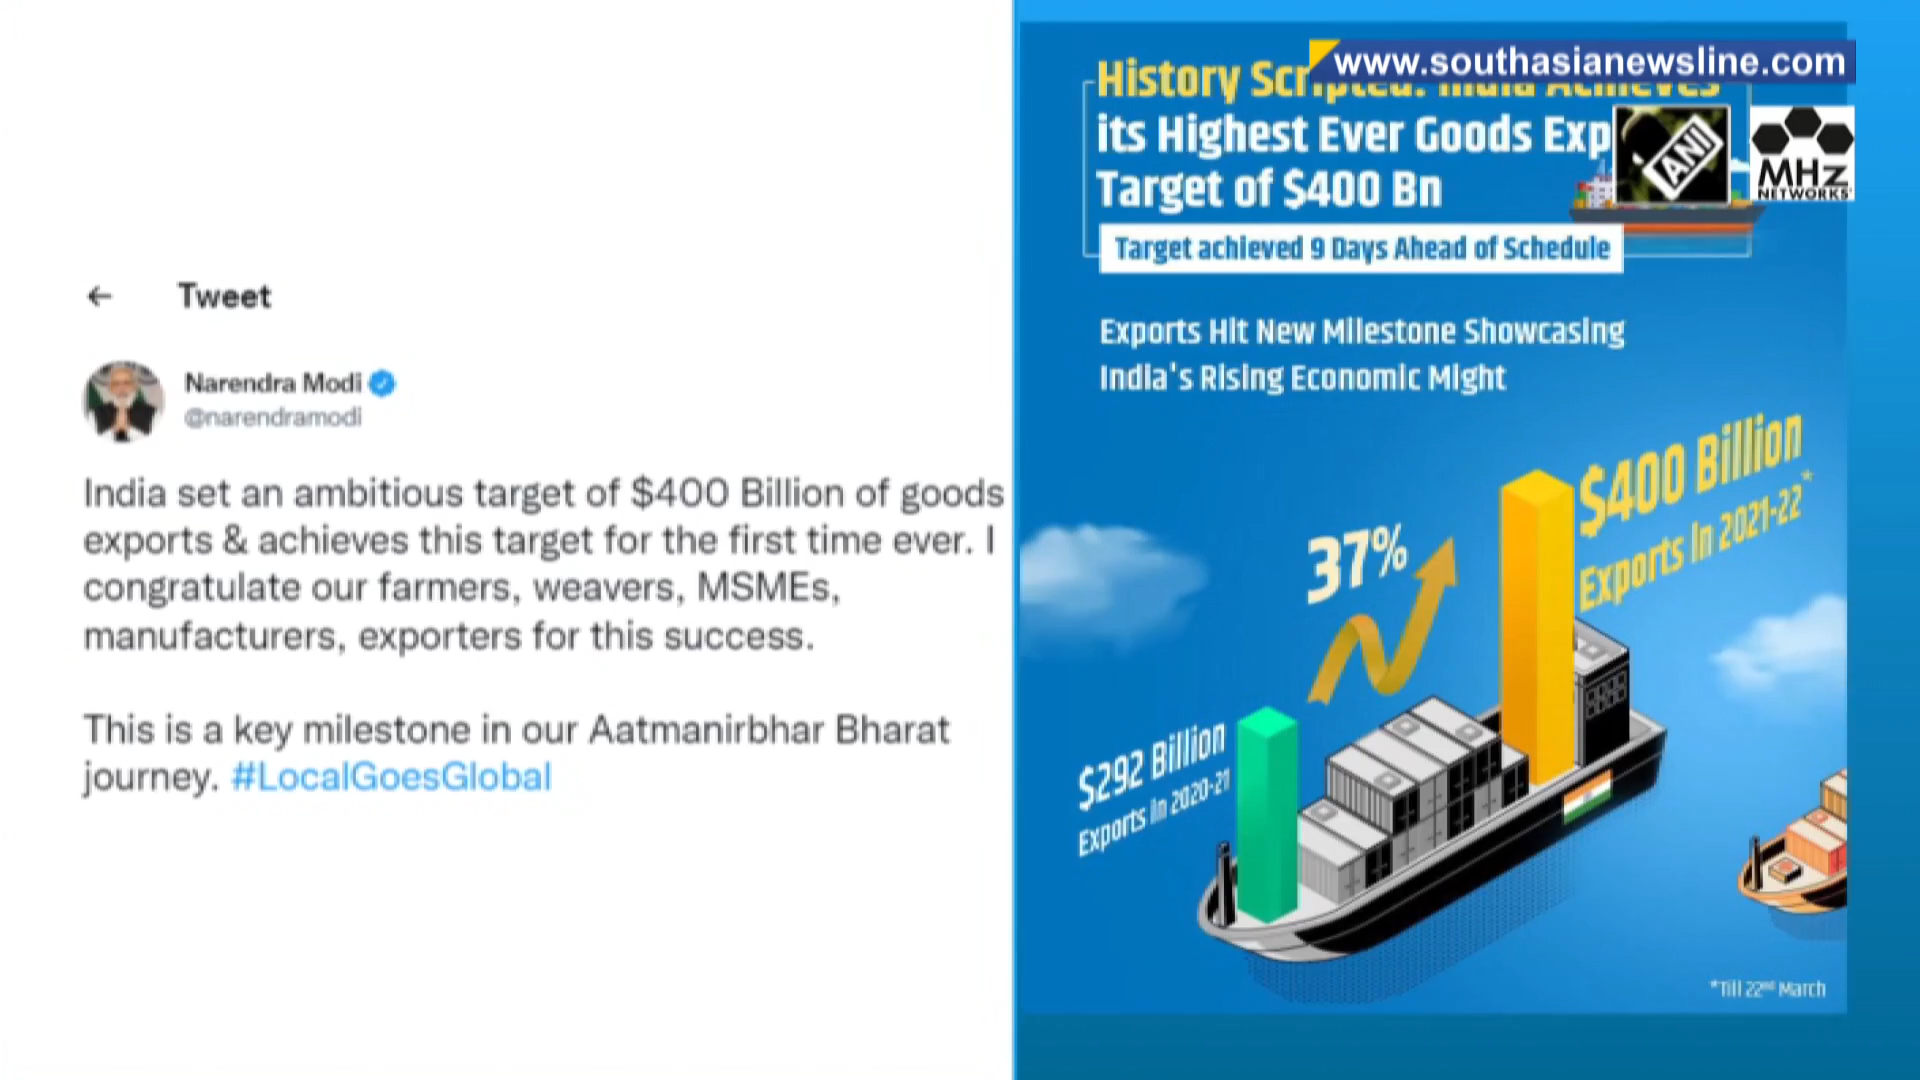 Tweet
Narendra Modi
@narendramodi
India set an ambitious target of $400 Billion of goods
exports & achieves this target for the first time ever. I
congratulate our farmers, weavers, MSMEs,
manufacturers, exporters for this success.
This is a key milestone in our Aatmanirbhar Bharat
journey. #LocalGoesGlobal
www.southasianewsline.com
History Scripted: India Achieves
its Highest Ever Goods Exp
Target of $400 Bn
ANI
MHz
NETWORKS
Target achieved 9 Days Ahead of Schedule
Exports Hit New Milestone Showcasing
India's Rising Economic Might
$400 Billion
Exports in 2021-22*
37%
$292 Billion
Exports in 2020-21
*Till 22nd March